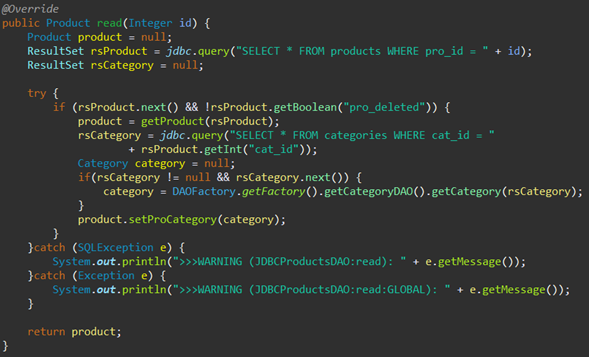 @Override
public Product read(Integer id) {
    Product product = null;
    ResultSet rsProduct = jdbc.query("SELECT * FROM products WHERE pro_id = " + id);
    ResultSet rsCategory = null;

    try {
        if (rsProduct.next() && !rsProduct.getBoolean("pro_deleted")) {
            product = getProduct(rsProduct);
            rsCategory = jdbc.query("SELECT * FROM categories WHERE cat_id = "
                    + rsProduct.getInt("cat_id"));
            Category category = null;
            if(rsCategory != null && rsCategory.next()) {
                category = DAOFactory.getFactory().getCategoryDAO().getCategory(rsCategory);
            }
            product.setProCategory(category);
        }
    }catch (SQLException e) {
        System.out.println(">>>WARNING (JDBCProductsDAO:read): " + e.getMessage());
    }catch (Exception e) {
        System.out.println(">>>WARNING (JDBCProductsDAO:read:GLOBAL): " + e.getMessage());
    }

    return product;
}